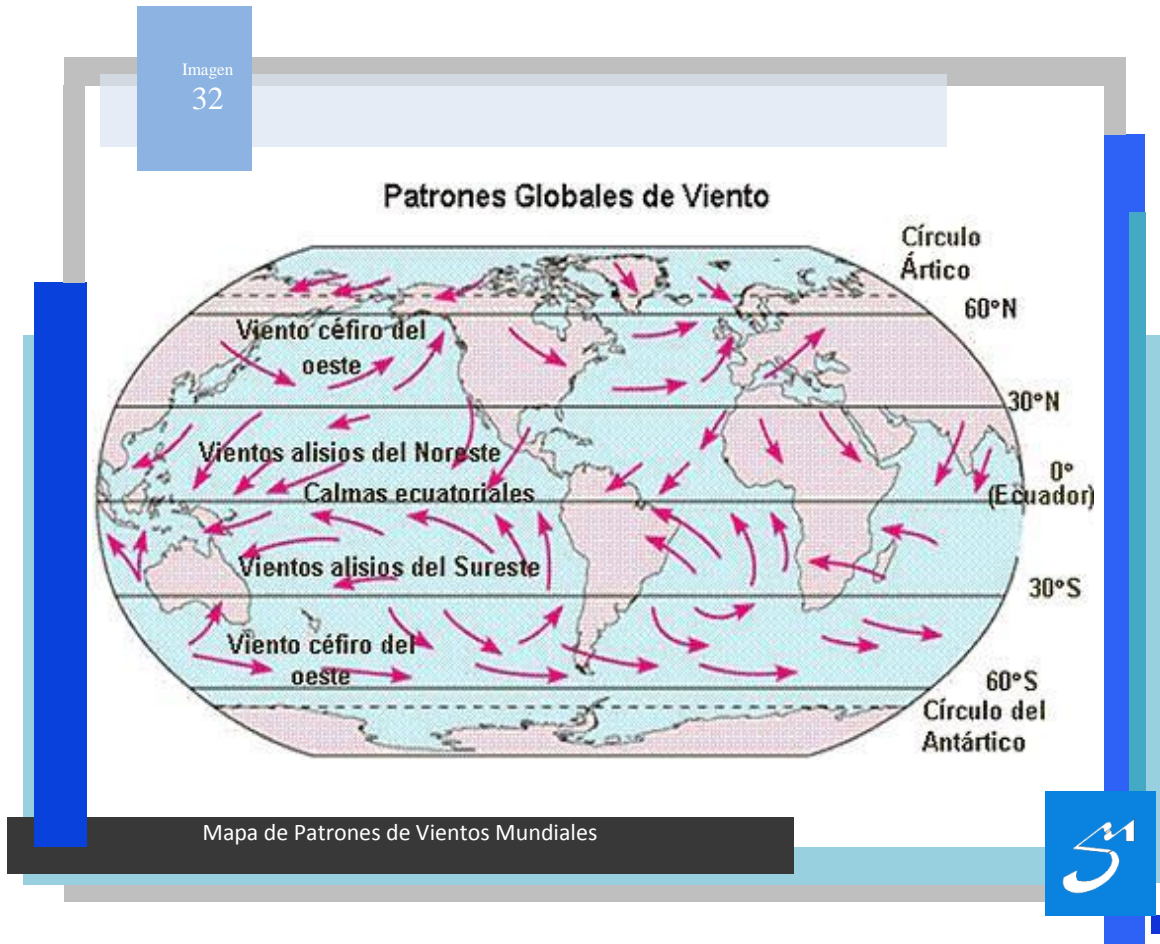 Imagen
32
Patrones Globales de Viento
Círculo
Ártico
60°N
Viento céfiro del
oeste
30°N
Vientos alisios del Noreste
0°
Calmas ecuatoriales
(Ecuador)
Vientos alisios del Sureste
30°S
Viento céfiro del
oeste
60°S
Círculo del
Antártico
Mapa de Patrones de Vientos Mundiales